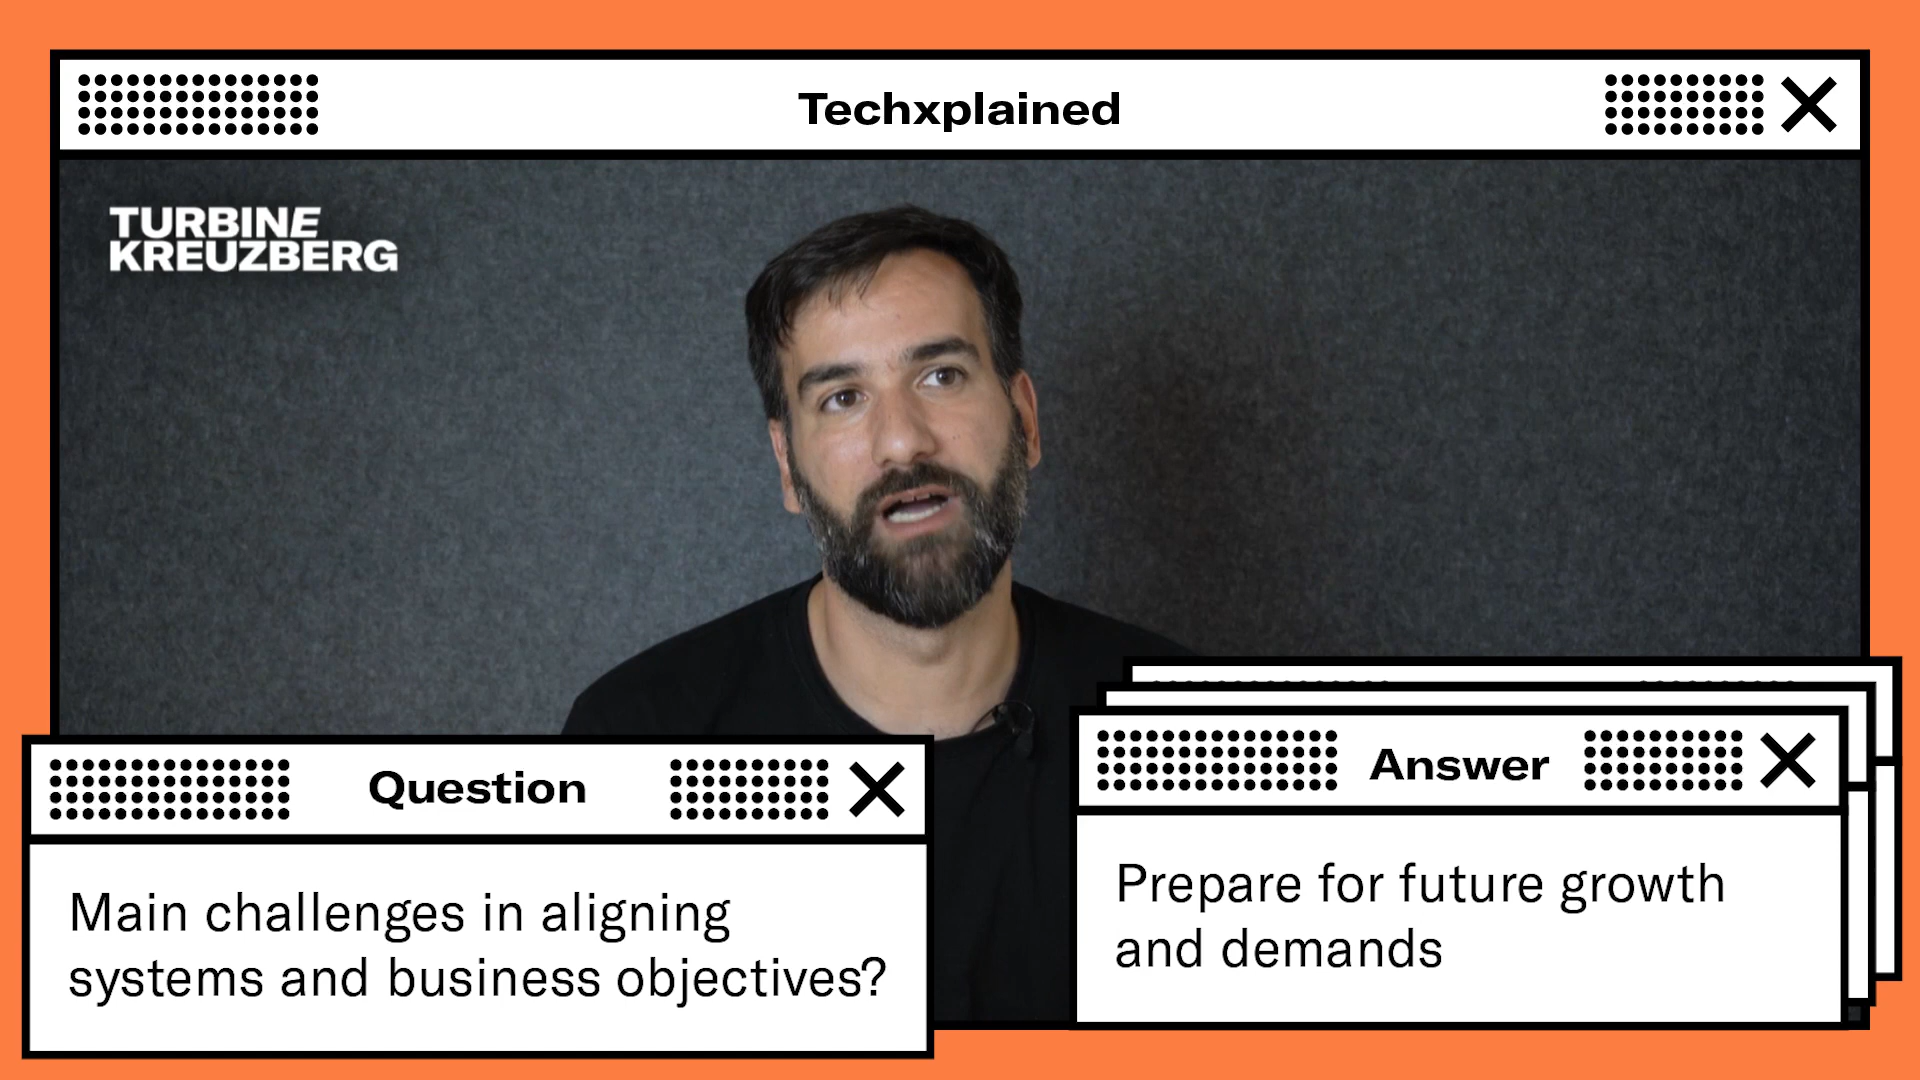 Techxplained
TURBINE
KREUZBERG
Question
Main challenges in aligning
systems and business objectives?
Answer
Prepare for future growth
and demands